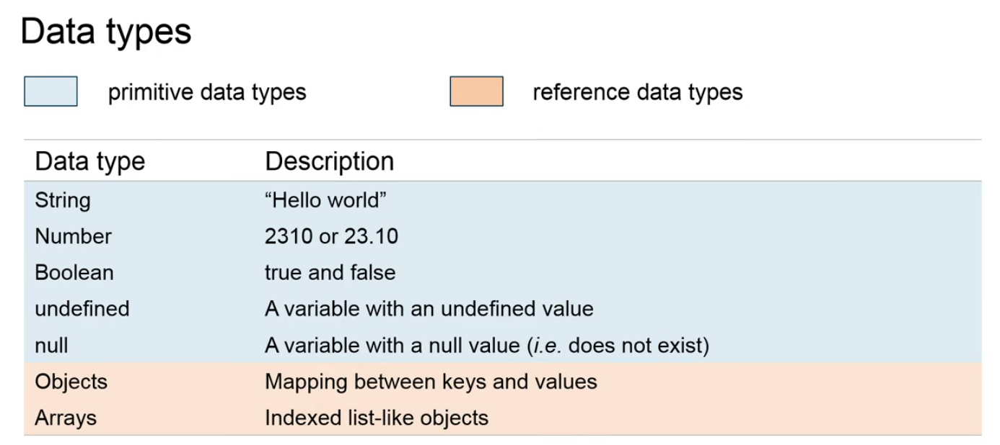 Data types
primitive data types reference data types
Data type Description
String “Hello world”
Number 2310 or 23.10
Boolean true and false
undefined A variable with an undefined value
null A variable with a null value (i.e. does not exist)
Objects Mapping between keys and values
Arrays Indexed list-like objects